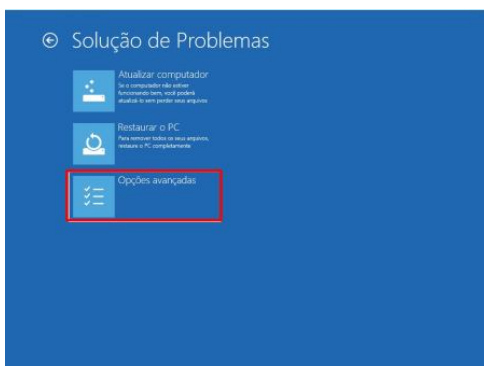 Solução de Problemas
Atualizar computador
Se o computador não estiver
funcionando bem, você poderá
atualizá-lo sem perder seus arquivos
Restaurar o PC
Para remover todos os seus arquivos,
restaure o PC completamente
Opções avançadas